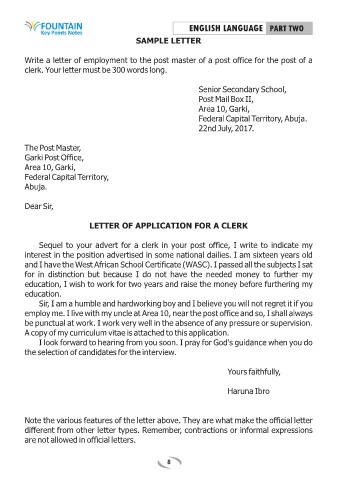 FOUNTAIN
Key Points Notes
ENGLISH LANGUAGE PART TWO
SAMPLE LETTER
Write a letter of employment to the post master of a post office for the post of a
clerk. Your letter must be 300 words long.
Senior Secondary School,
Post Mail Box II,
Area 10, Garki,
Federal Capital Territory, Abuja.
22nd July, 2017.
The Post Master,
Garki Post Office,
Area 10, Garki,
Federal Capital Territory,
Abuja.
Dear Sir,
LETTER OF APPLICATION FOR A CLERK
Sequel to your advert for a clerk in your post office, I write to indicate my
interest in the position advertised in some national dailies. I am sixteen years old
and I have the West African School Certificate (WASC). I passed all the subjects I sat
for in distinction but because I do not have the needed money to further my
education, I wish to work for two years and raise the money before furthering my
education.
Sir, I am a humble and hardworking boy and I believe you will not regret it if you
employ me. I live with my uncle at Area 10, near the post office and so, I shall always
be punctual at work. I work very well in the absence of any pressure or supervision.
A copy of my curriculum vitae is attached to this application.
I look forward to hearing from you soon. I pray for God's guidance when you do
the selection of candidates for the interview.
Yours faithfully,
Haruna Ibro
Note the various features of the letter above. They are what make the official letter
different from other letter types. Remember, contractions or informal expressions
are not allowed in official letters.
8